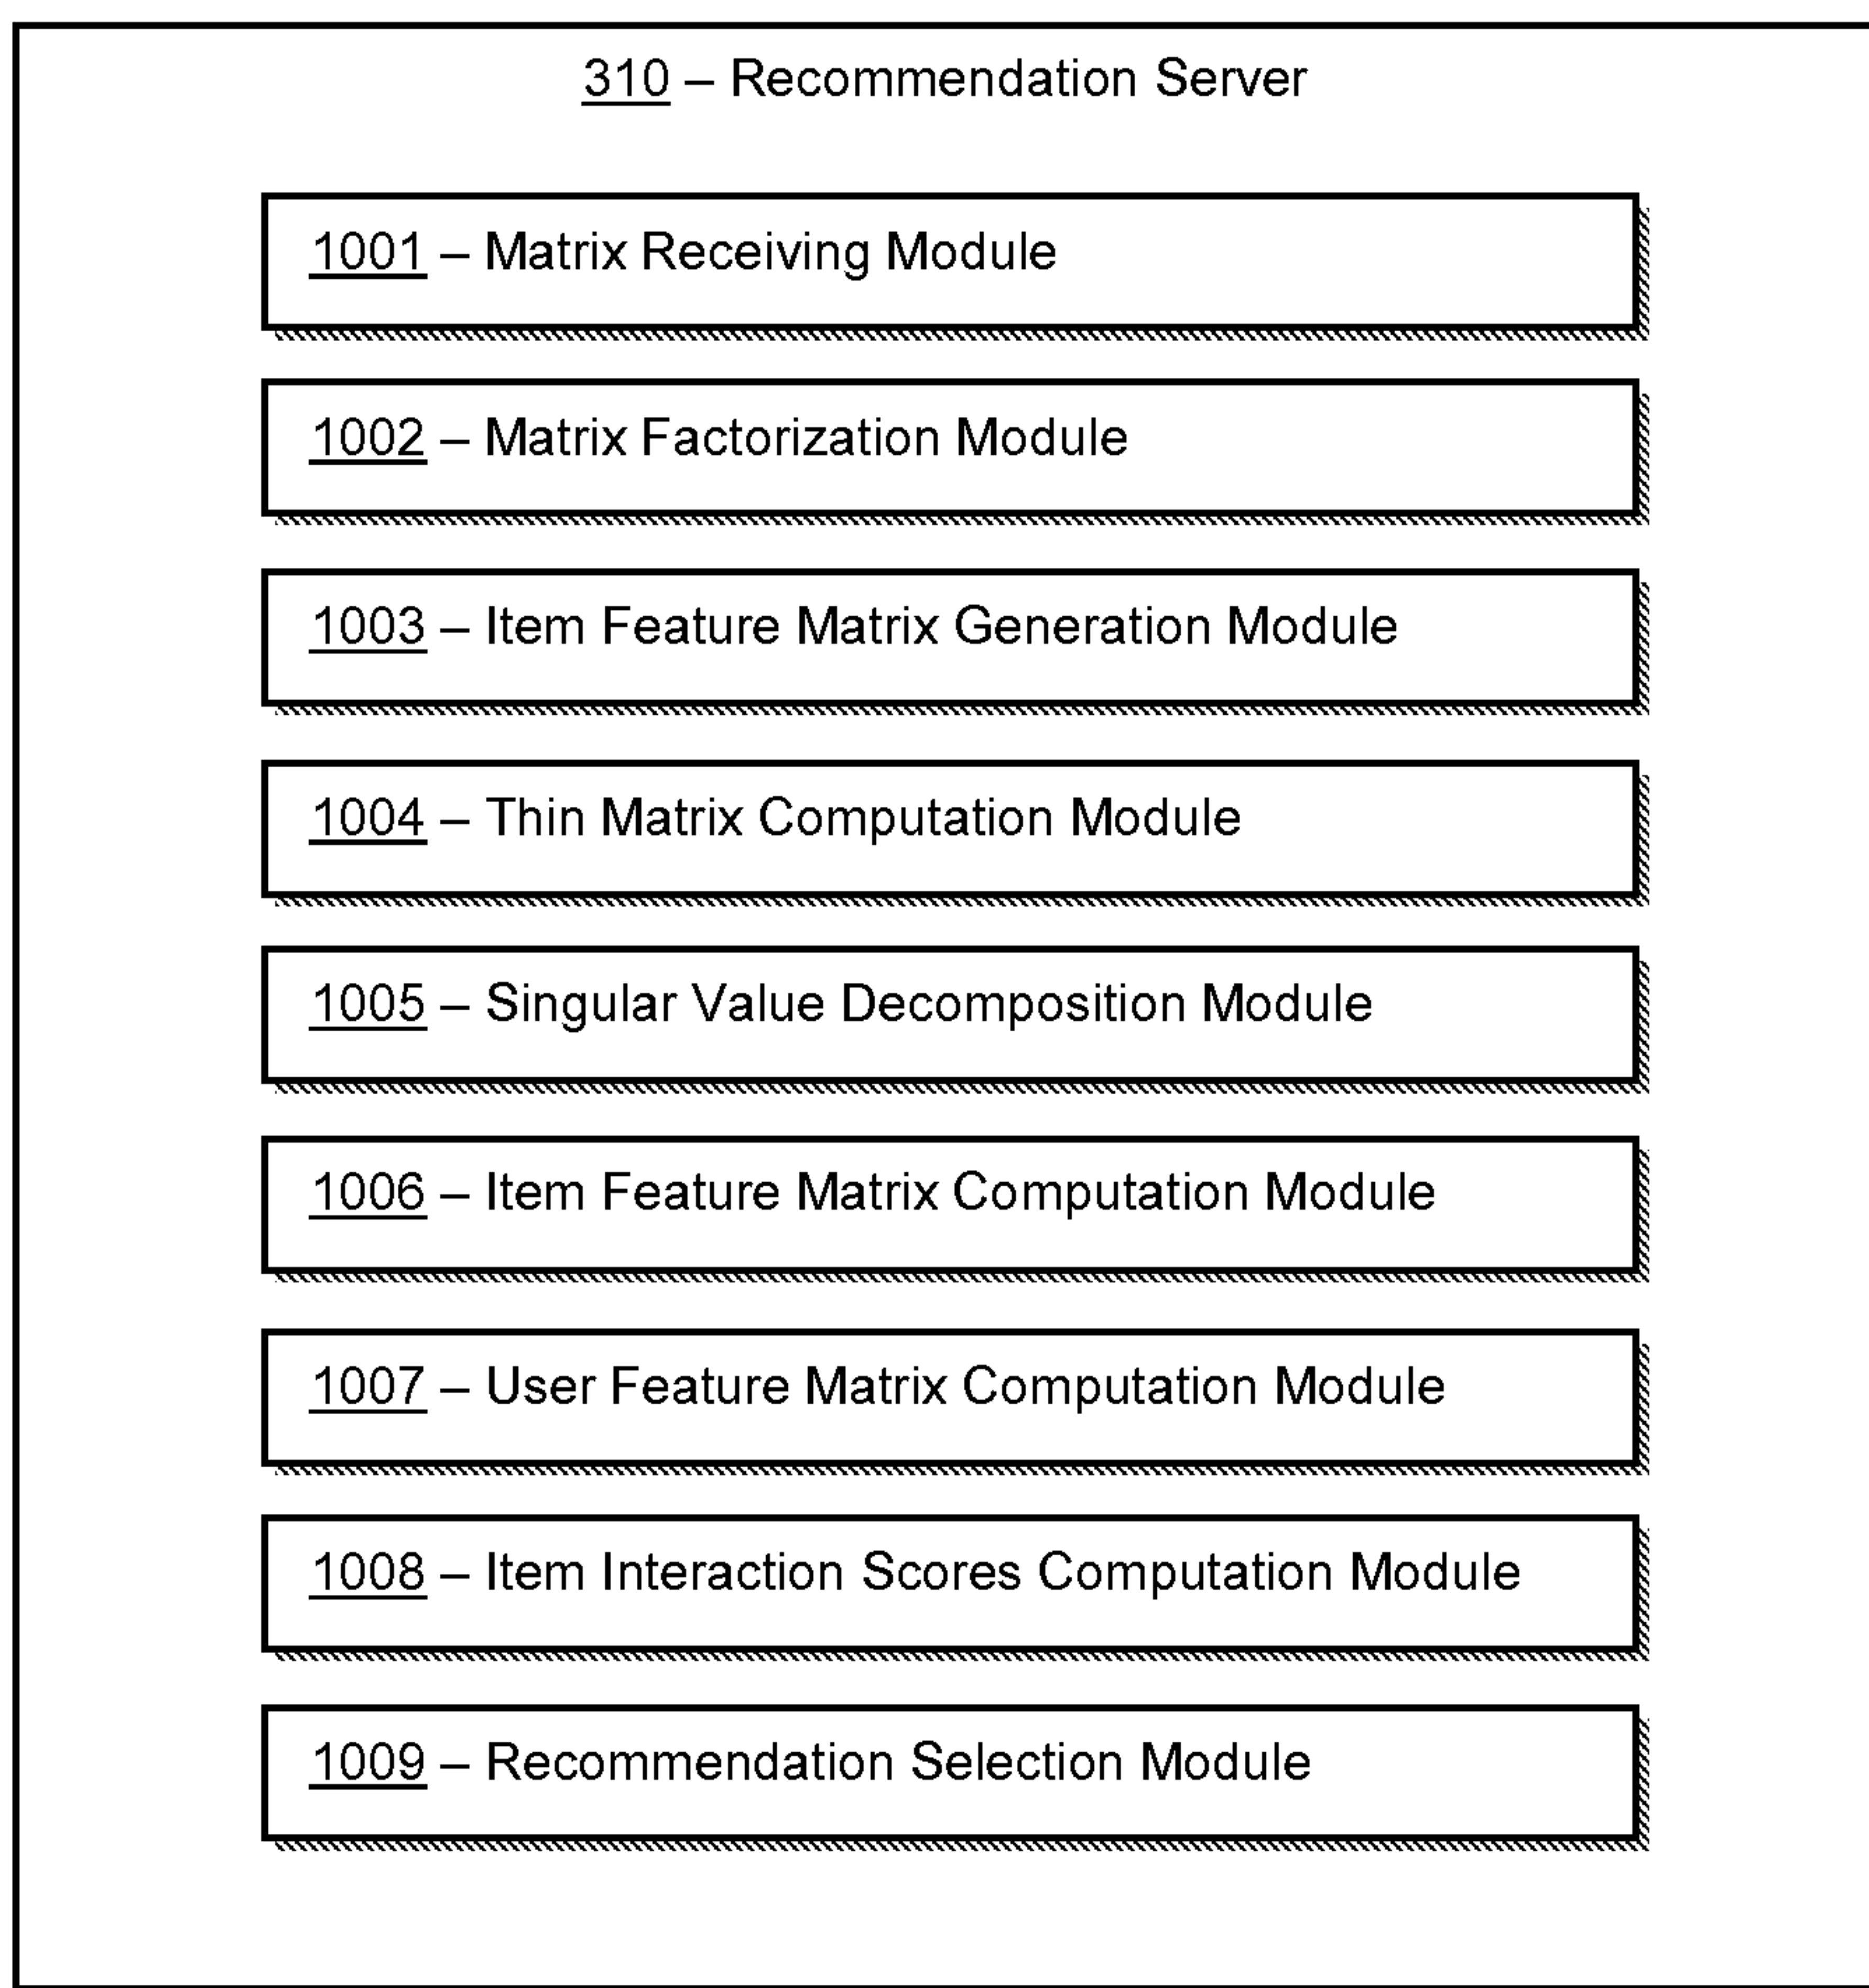 310 – Recommendation Server
1001 – Matrix Receiving Module
1002 – Matrix Factorization Module
1003 – Item Feature Matrix Generation Module
1004 – Thin Matrix Computation Module
1005 – Singular Value Decomposition Module
1006 – Item Feature Matrix Computation Module
1007 – User Feature Matrix Computation Module
1008 – Item Interaction Scores Computation Module
1009 – Recommendation Selection Module